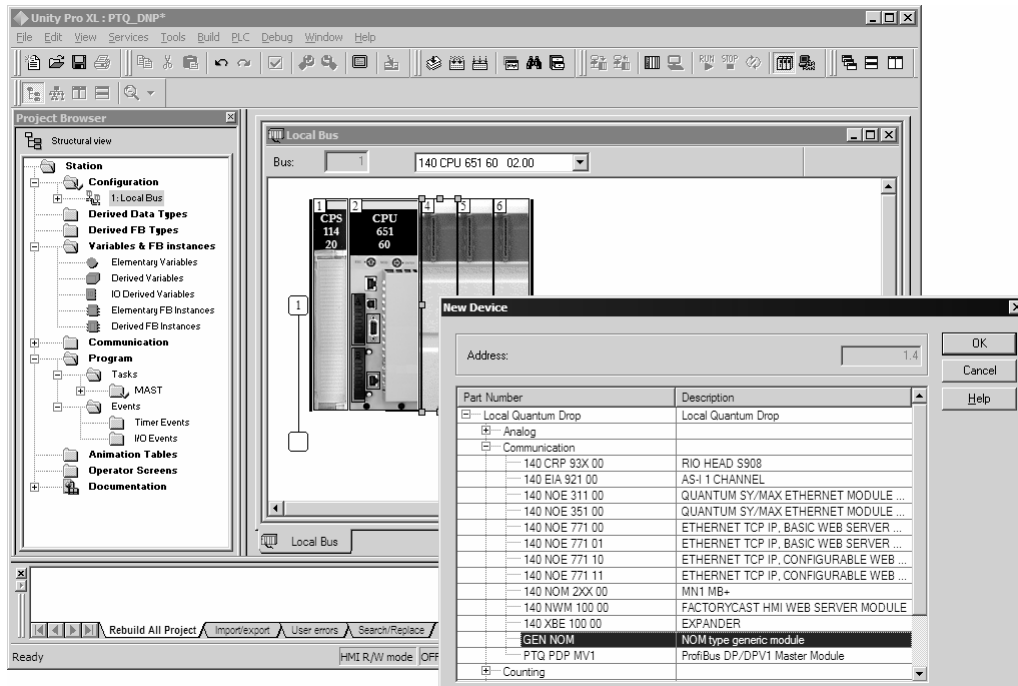 Unity Pro XL : PTQ_DNP*
File Edit View Services Tools Build PLC Debug Window Help
RUN STOP
Project Browser
Structural view
Station
Configuration
1: Local Bus
Derived Data Types
Derived FB Types
Variables & FB instances
Elementary Variables
Derived Variables
IO Derived Variables
Elementary FB Instances
Derived FB Instances
Communication
Program
Tasks
MAST
Events
Timer Events
I/O Events
Animation Tables
Operator Screens
Documentation
Local Bus
Bus: 1 140 CPU 651 60 02.00
1 2 4 5 6
CPS 114 20
CPU 651 60
1
Local Bus
Rebuild All Project Import/export User errors Search/Replace
Ready HMI R/W mode OFF
New Device
Address: 1.4
OK
Cancel
Help
Part Number Description
Local Quantum Drop Local Quantum Drop
Analog
Communication
140 CRP 93X 00 RIO HEAD S908
140 EIA 921 00 AS-I 1 CHANNEL
140 NOE 311 00 QUANTUM SY/MAX ETHERNET MODULE ...
140 NOE 351 00 QUANTUM SY/MAX ETHERNET MODULE ...
140 NOE 771 00 ETHERNET TCP IP, BASIC WEB SERVER ...
140 NOE 771 01 ETHERNET TCP IP, BASIC WEB SERVER ...
140 NOE 771 10 ETHERNET TCP IP, CONFIGURABLE WEB ...
140 NOE 771 11 ETHERNET TCP IP, CONFIGURABLE WEB ...
140 NOM 2XX 00 MN1 MB+
140 NWM 100 00 FACTORYCAST HMI WEB SERVER MODULE
140 XBE 100 00 EXPANDER
GEN NOM NOM type generic module
PTQ PDP MV1 ProfiBus DP/DPV1 Master Module
Counting